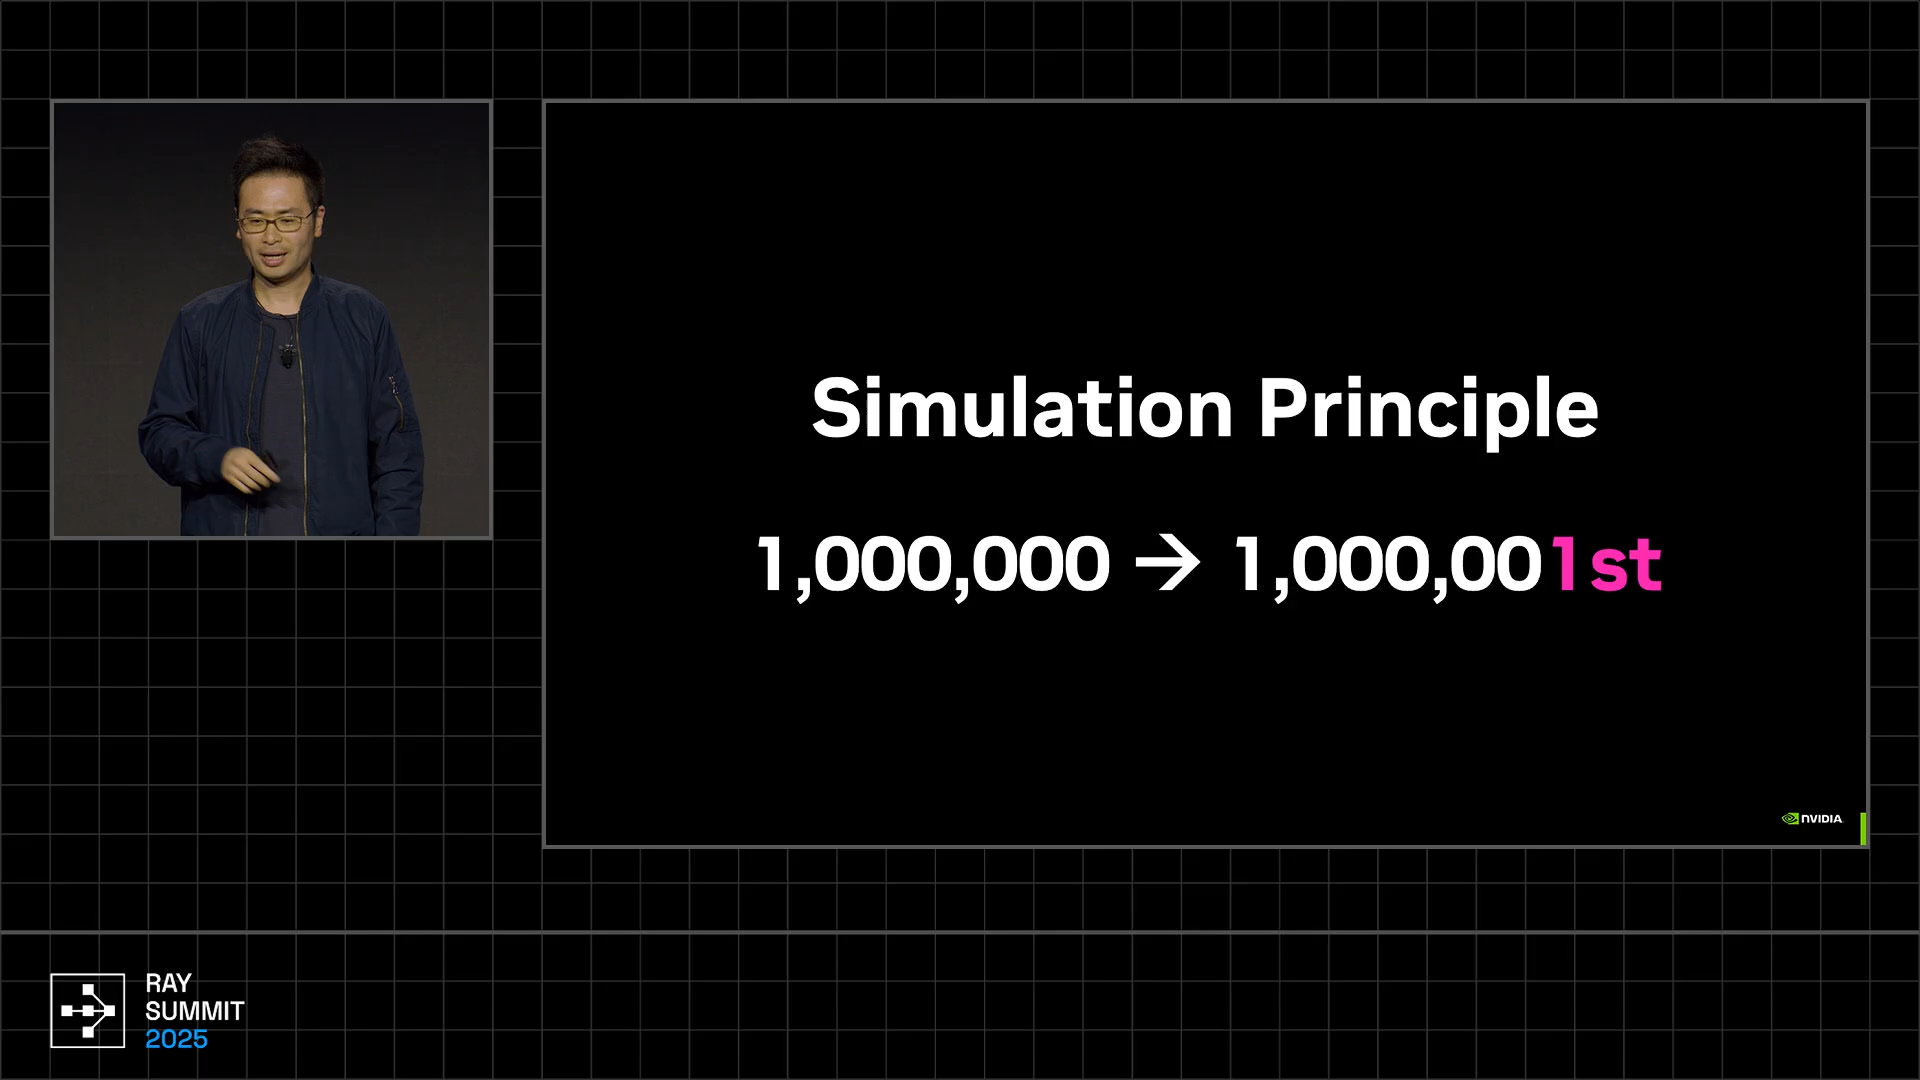 Simulation Principle
1,000,000 → 1,000,001st
NVIDIA
RAY
SUMMIT
2025